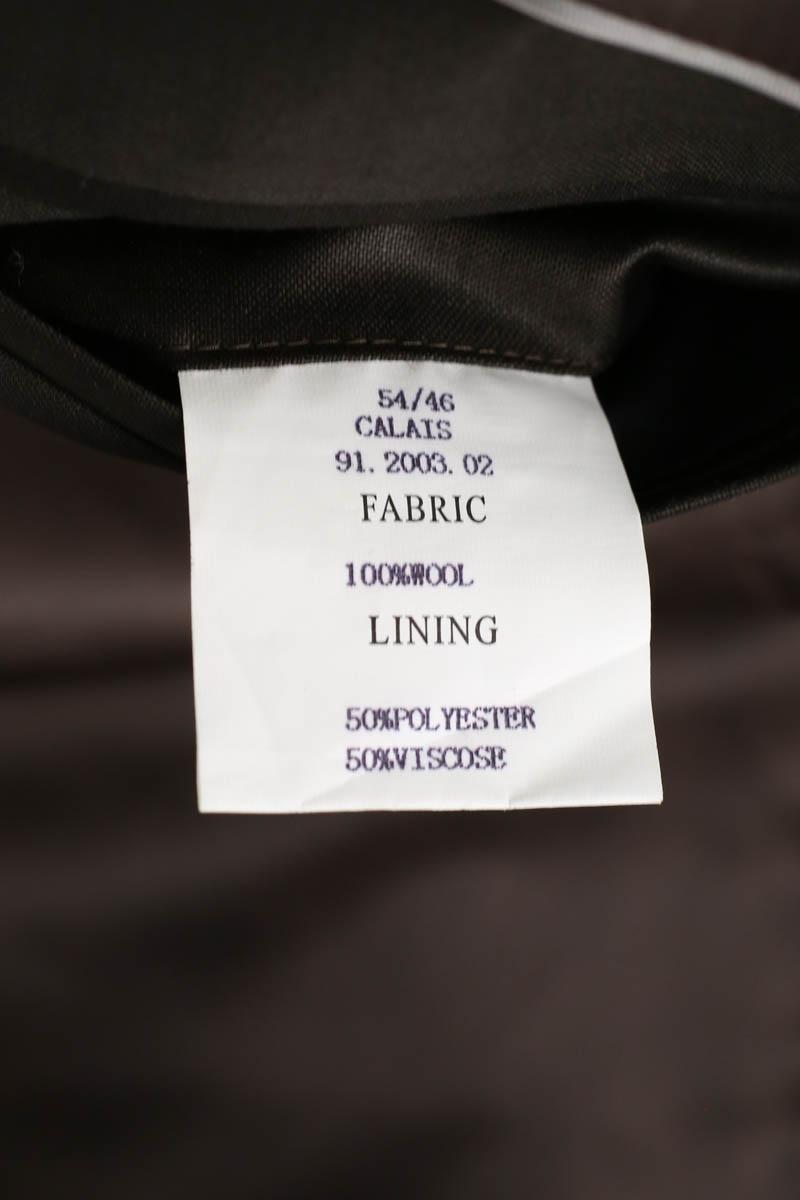 54/46
CALAIS
91.2003.02
FABRIC
100%WOOL
LINING
50%POLYESTER
50%VISCOSE